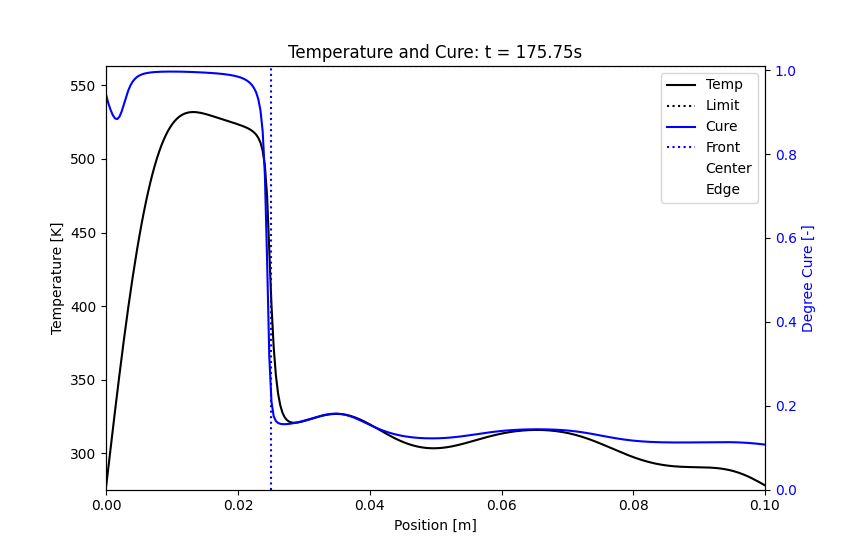 Temperature and Cure: t = 175.75s
Temperature [K]
550
500
450
400
350
300
Temp
Limit
Cure
Front
Center
Edge
1.0
0.8
0.6
0.4
0.2
0.0
Degree Cure [-]
0.00
0.02
0.04
0.06
0.08
0.10
Position [m]